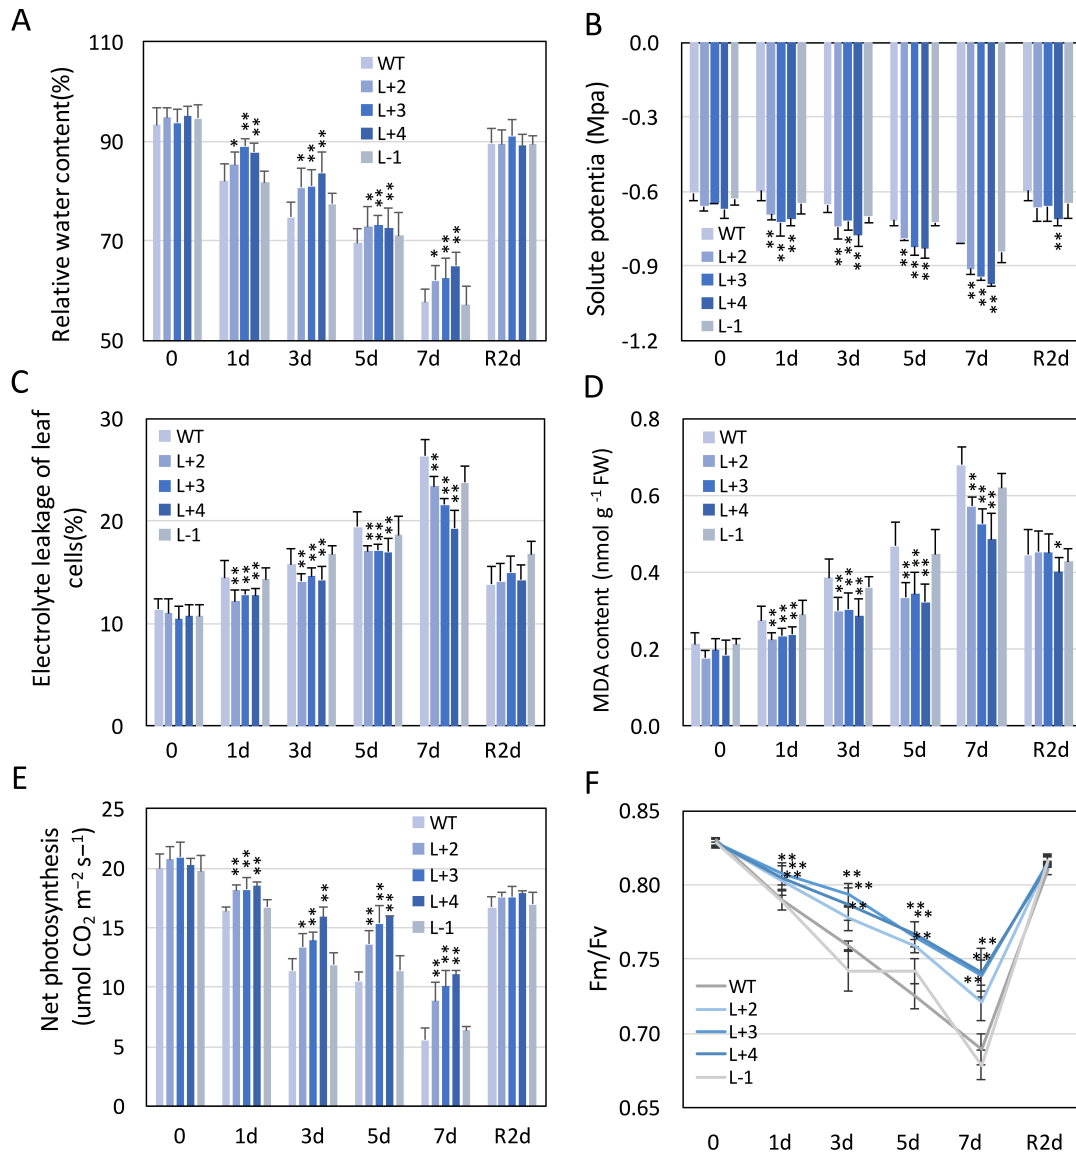 A
Relative water content(%)
110
90
70
50
WT
L+2
L+3
L+4
L-1
* ** **
* ** *
* ** **
* ** **
0 1d 3d 5d 7d R2d
B
Solute potentia (Mpa)
0.0
-0.3
-0.6
-0.9
-1.2
WT
L+2
L+3
L+4
L-1
** ** **
** ** **
** ** **
** ** **
**
0 1d 3d 5d 7d R2d
C
Electrolyte leakage of leaf
cells(%)
30
20
10
0
WT
L+2
L+3
L+4
L-1
** ** **
** ** **
** ** **
** ** **
0 1d 3d 5d 7d R2d
D
MDA content (nmol g⁻¹ FW)
0.8
0.6
0.4
0.2
0.0
WT
L+2
L+3
L+4
L-1
** ** **
** ** **
** ** **
** ** **
*
0 1d 3d 5d 7d R2d
E
Net photosynthesis
(umol CO₂ m⁻² s⁻¹)
25
20
15
10
5
0
WT
L+2
L+3
L+4
L-1
** ** **
* ** **
** ** **
** ** **
0 1d 3d 5d 7d R2d
F
Fm/Fv
0.85
0.80
0.75
0.70
0.65
WT
L+2
L+3
L+4
L-1
** ** **
** ** **
** ** **
** ** **
0 1d 3d 5d 7d R2d